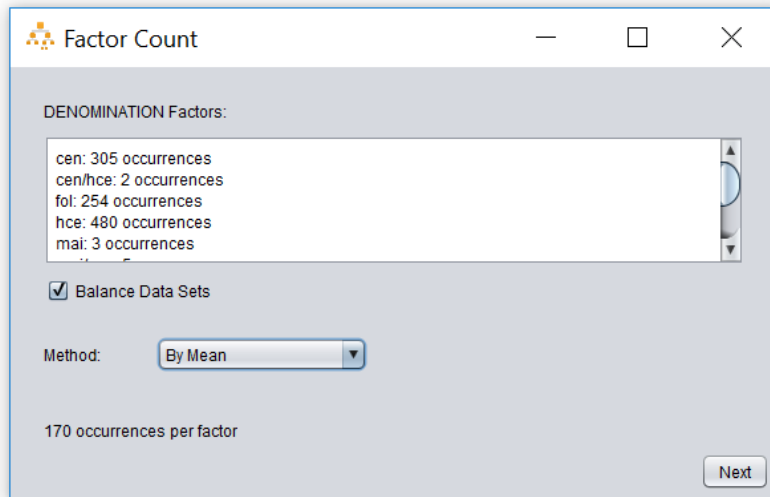 Factor Count
DENOMINATION Factors:
cen: 305 occurrences
cen/hce: 2 occurrences
fol: 254 occurrences
hce: 480 occurrences
mai: 3 occurrences
Balance Data Sets
Method:
By Mean
170 occurrences per factor
Next